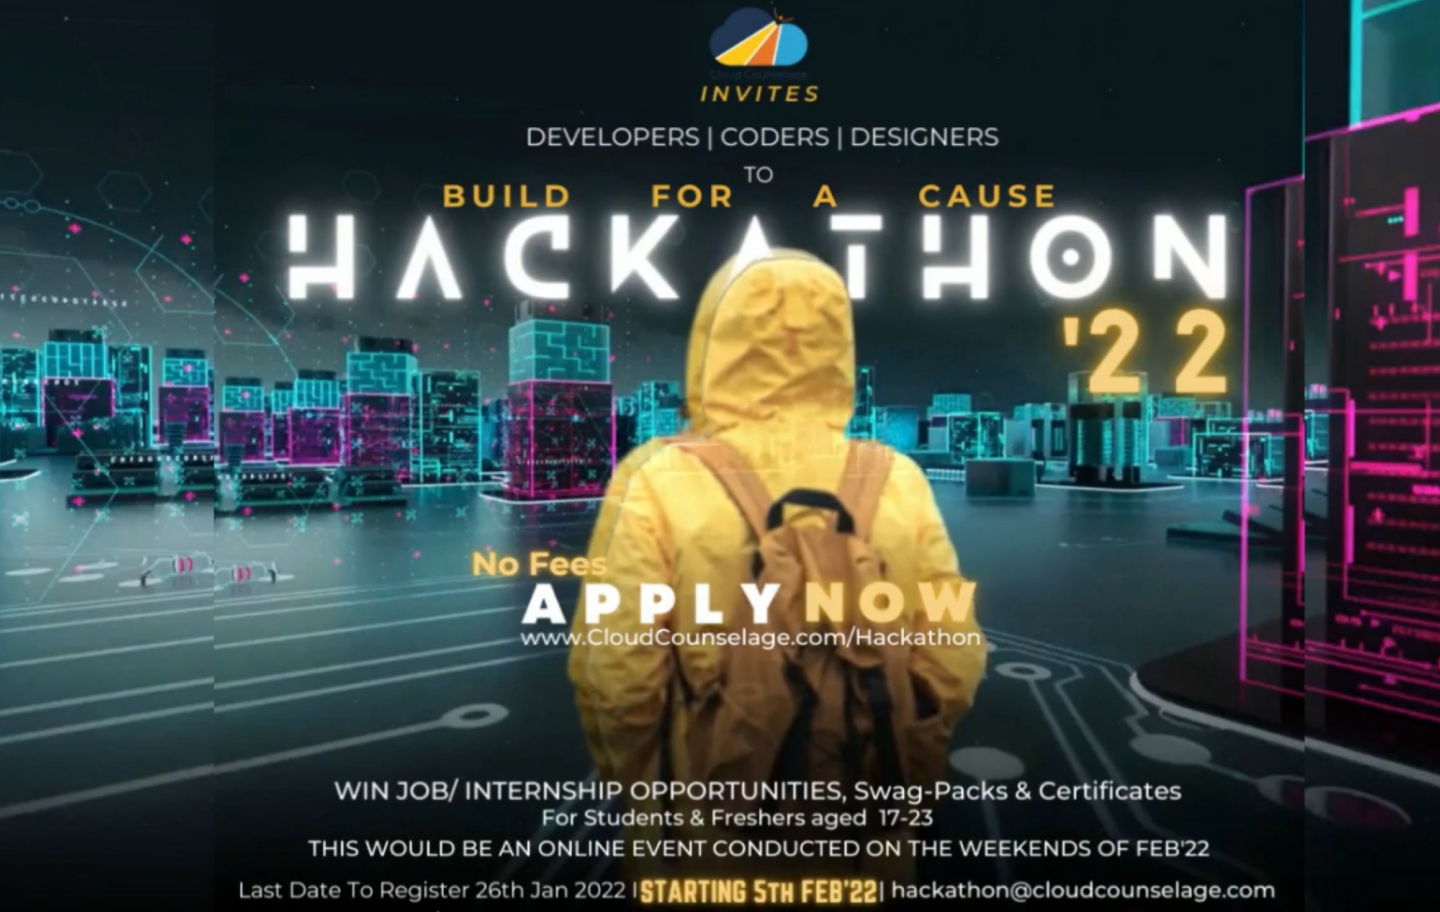 Cloud Counselage
INVITES
DEVELOPERS | CODERS | DESIGNERS
TO
BUILD FOR A CAUSE
HACKATHON
'22
No Fees
APPLY NOW
www.CloudCounselage.com/Hackathon
WIN JOB/ INTERNSHIP OPPORTUNITIES, Swag-Packs & Certificates
For Students & Freshers aged 17-23
THIS WOULD BE AN ONLINE EVENT CONDUCTED ON THE WEEKENDS OF FEB'22
Last Date To Register 26th Jan 2022 | STARTING 5TH FEB'22 | hackathon@cloudcounselage.com